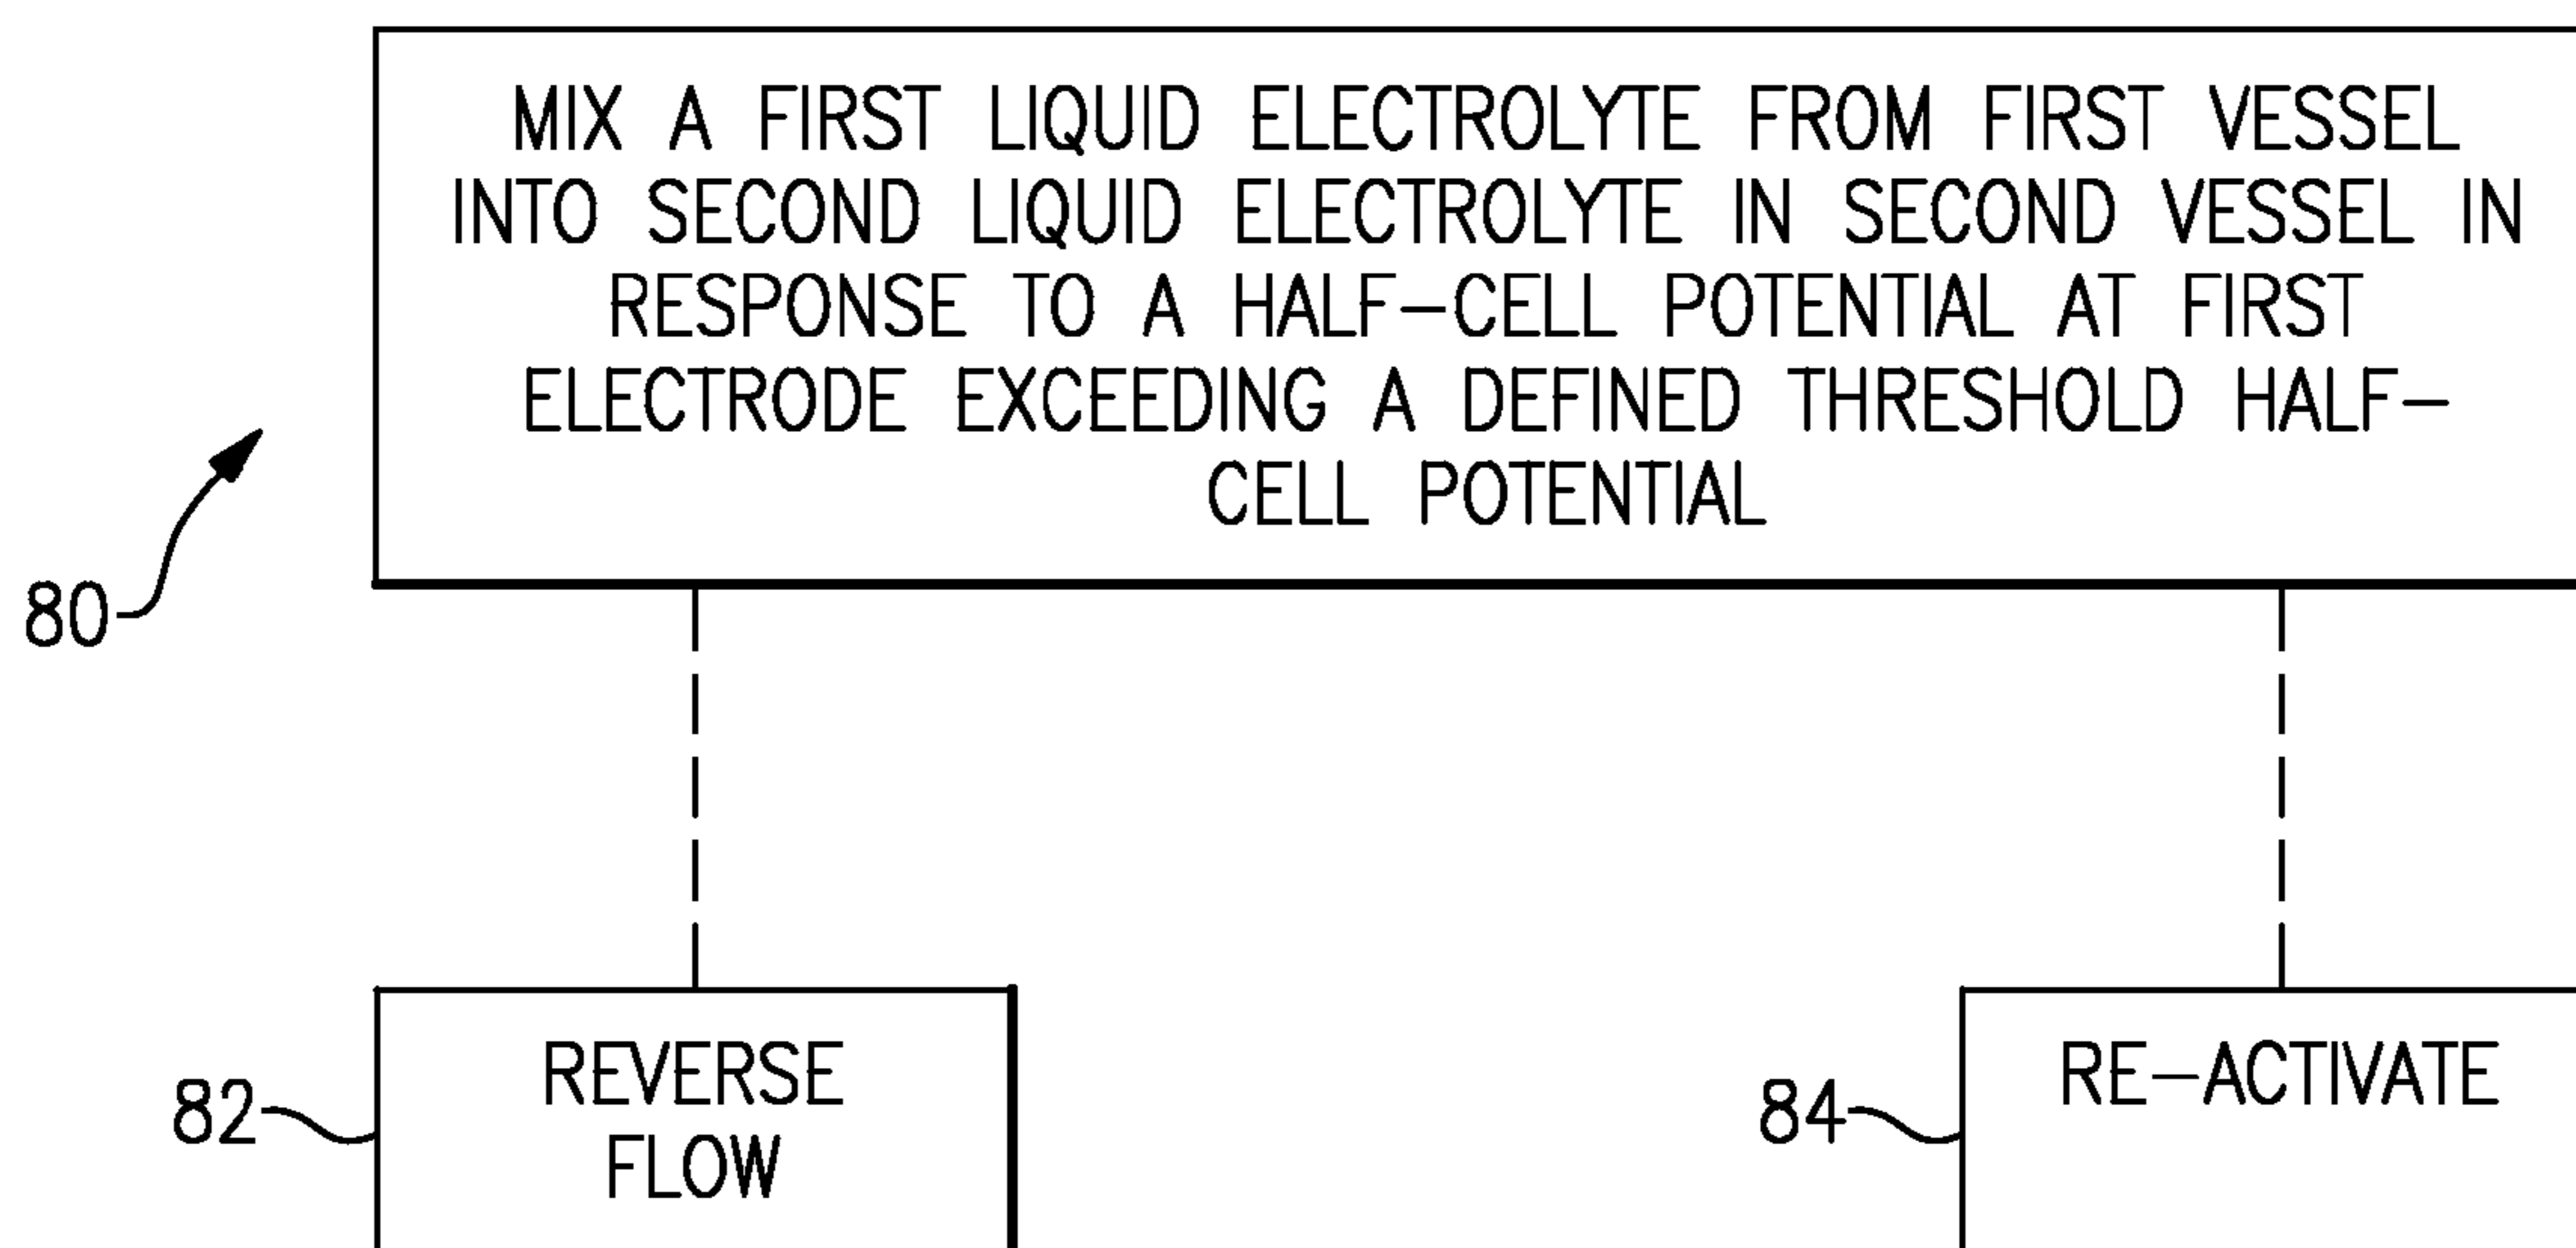 MIX A FIRST LIQUID ELECTROLYTE FROM FIRST VESSEL
INTO SECOND LIQUID ELECTROLYTE IN SECOND VESSEL IN
RESPONSE TO A HALF-CELL POTENTIAL AT FIRST
ELECTRODE EXCEEDING A DEFINED THRESHOLD HALF-
CELL POTENTIAL
80
82
REVERSE
FLOW
84
RE-ACTIVATE